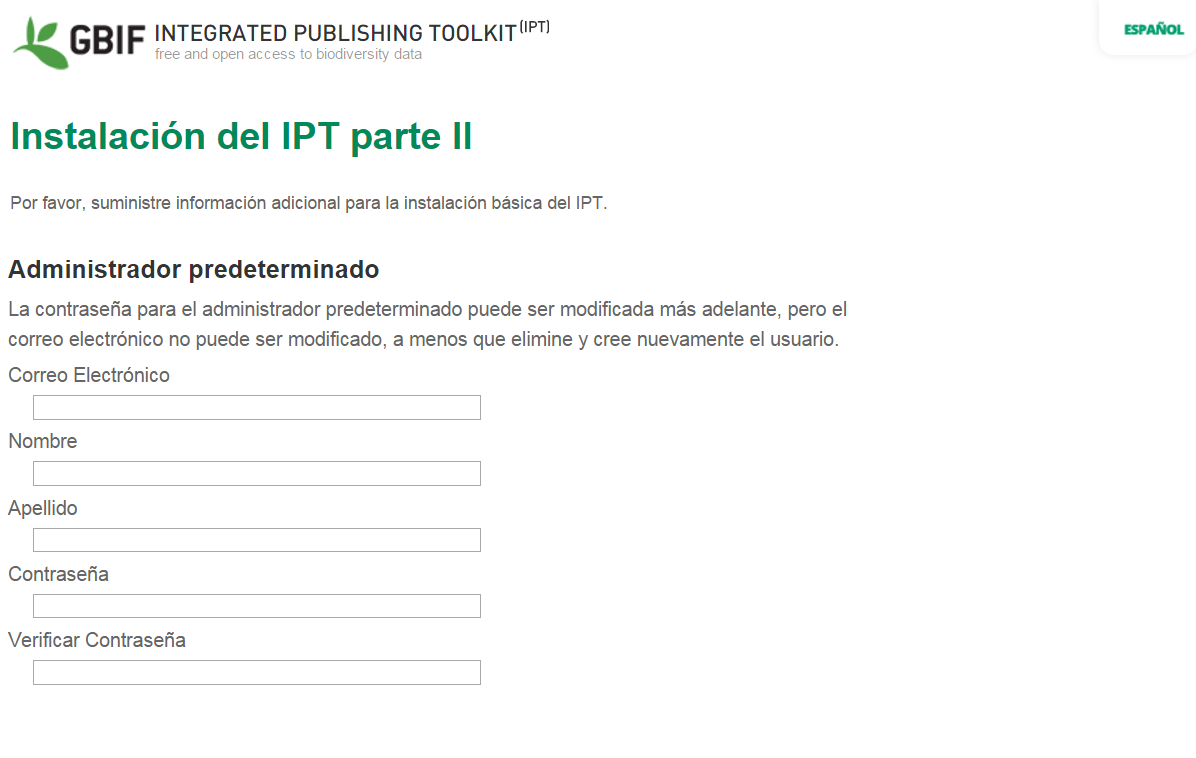 GBIF INTEGRATED PUBLISHING TOOLKIT(IPT)
free and open access to biodiversity data
ESPAÑOL
Instalación del IPT parte II
Por favor, suministre información adicional para la instalación básica del IPT.
Administrador predeterminado
La contraseña para el administrador predeterminado puede ser modificada más adelante, pero el
correo electrónico no puede ser modificado, a menos que elimine y cree nuevamente el usuario.
Correo Electrónico
Nombre
Apellido
Contraseña
Verificar Contraseña